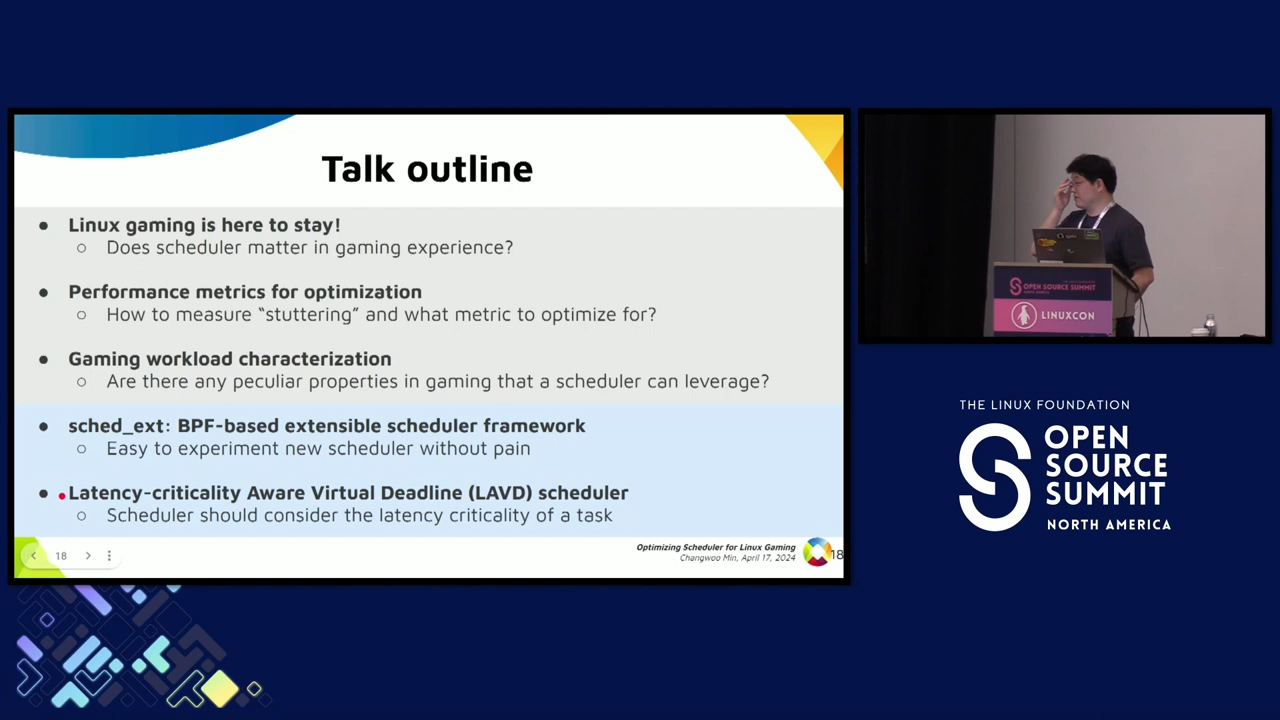 Talk outline
● Linux gaming is here to stay!
○ Does scheduler matter in gaming experience?
● Performance metrics for optimization
○ How to measure “stuttering” and what metric to optimize for?
● Gaming workload characterization
○ Are there any peculiar properties in gaming that a scheduler can leverage?
● sched_ext: BPF-based extensible scheduler framework
○ Easy to experiment new scheduler without pain
● Latency-criticality Aware Virtual Deadline (LAVD) scheduler
○ Scheduler should consider the latency criticality of a task
18
Optimizing Scheduler for Linux Gaming
Changwoo Min, April 17, 2024
18
OPEN SOURCE SUMMIT
LINUXCON
THE LINUX FOUNDATION
OPEN
SOURCE
SUMMIT
NORTH AMERICA